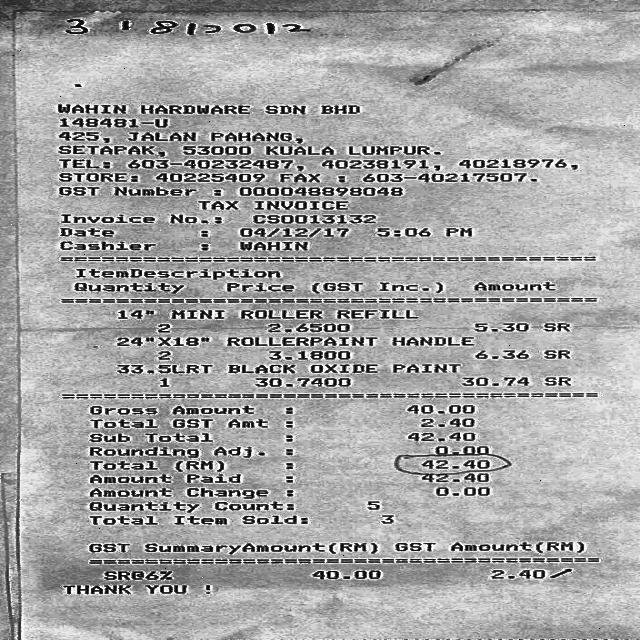 WAHIN HARDWARE SDN BHD
148481-U
425, JALAN PAHANG,
SETAPAK, 53000 KUALA LUMPUR.
TEL: 603-40232487, 40238191, 40218976,
STORE: 40225409 FAX : 603-40217507.
GST Number : 000048898048
TAX INVOICE
Invoice No.: CS0013132
Date : 04/12/17 5:06 PM
Cashier : WAHIN
ItemDescription
Quantity Price (GST Inc.) Amount
14" MINI ROLLER REFILL
2 2.6500 5.30 SR
24"X18" ROLLERPAINT HANDLE
2 3.1800 6.36 SR
33.5LRT BLACK OXIDE PAINT
1 30.7400 30.74 SR
Gross Amount : 40.00
Total GST Amt : 2.40
Sub Total : 42.40
Rounding Adj. : 0.00
Total (RM) : 42.40
Amount Paid : 42.40
Amount Change : 0.00
Quantity Count: 5
Total Item Sold: 3
GST SummaryAmount(RM) GST Amount(RM)
SR@6% 40.00 2.40
THANK YOU !